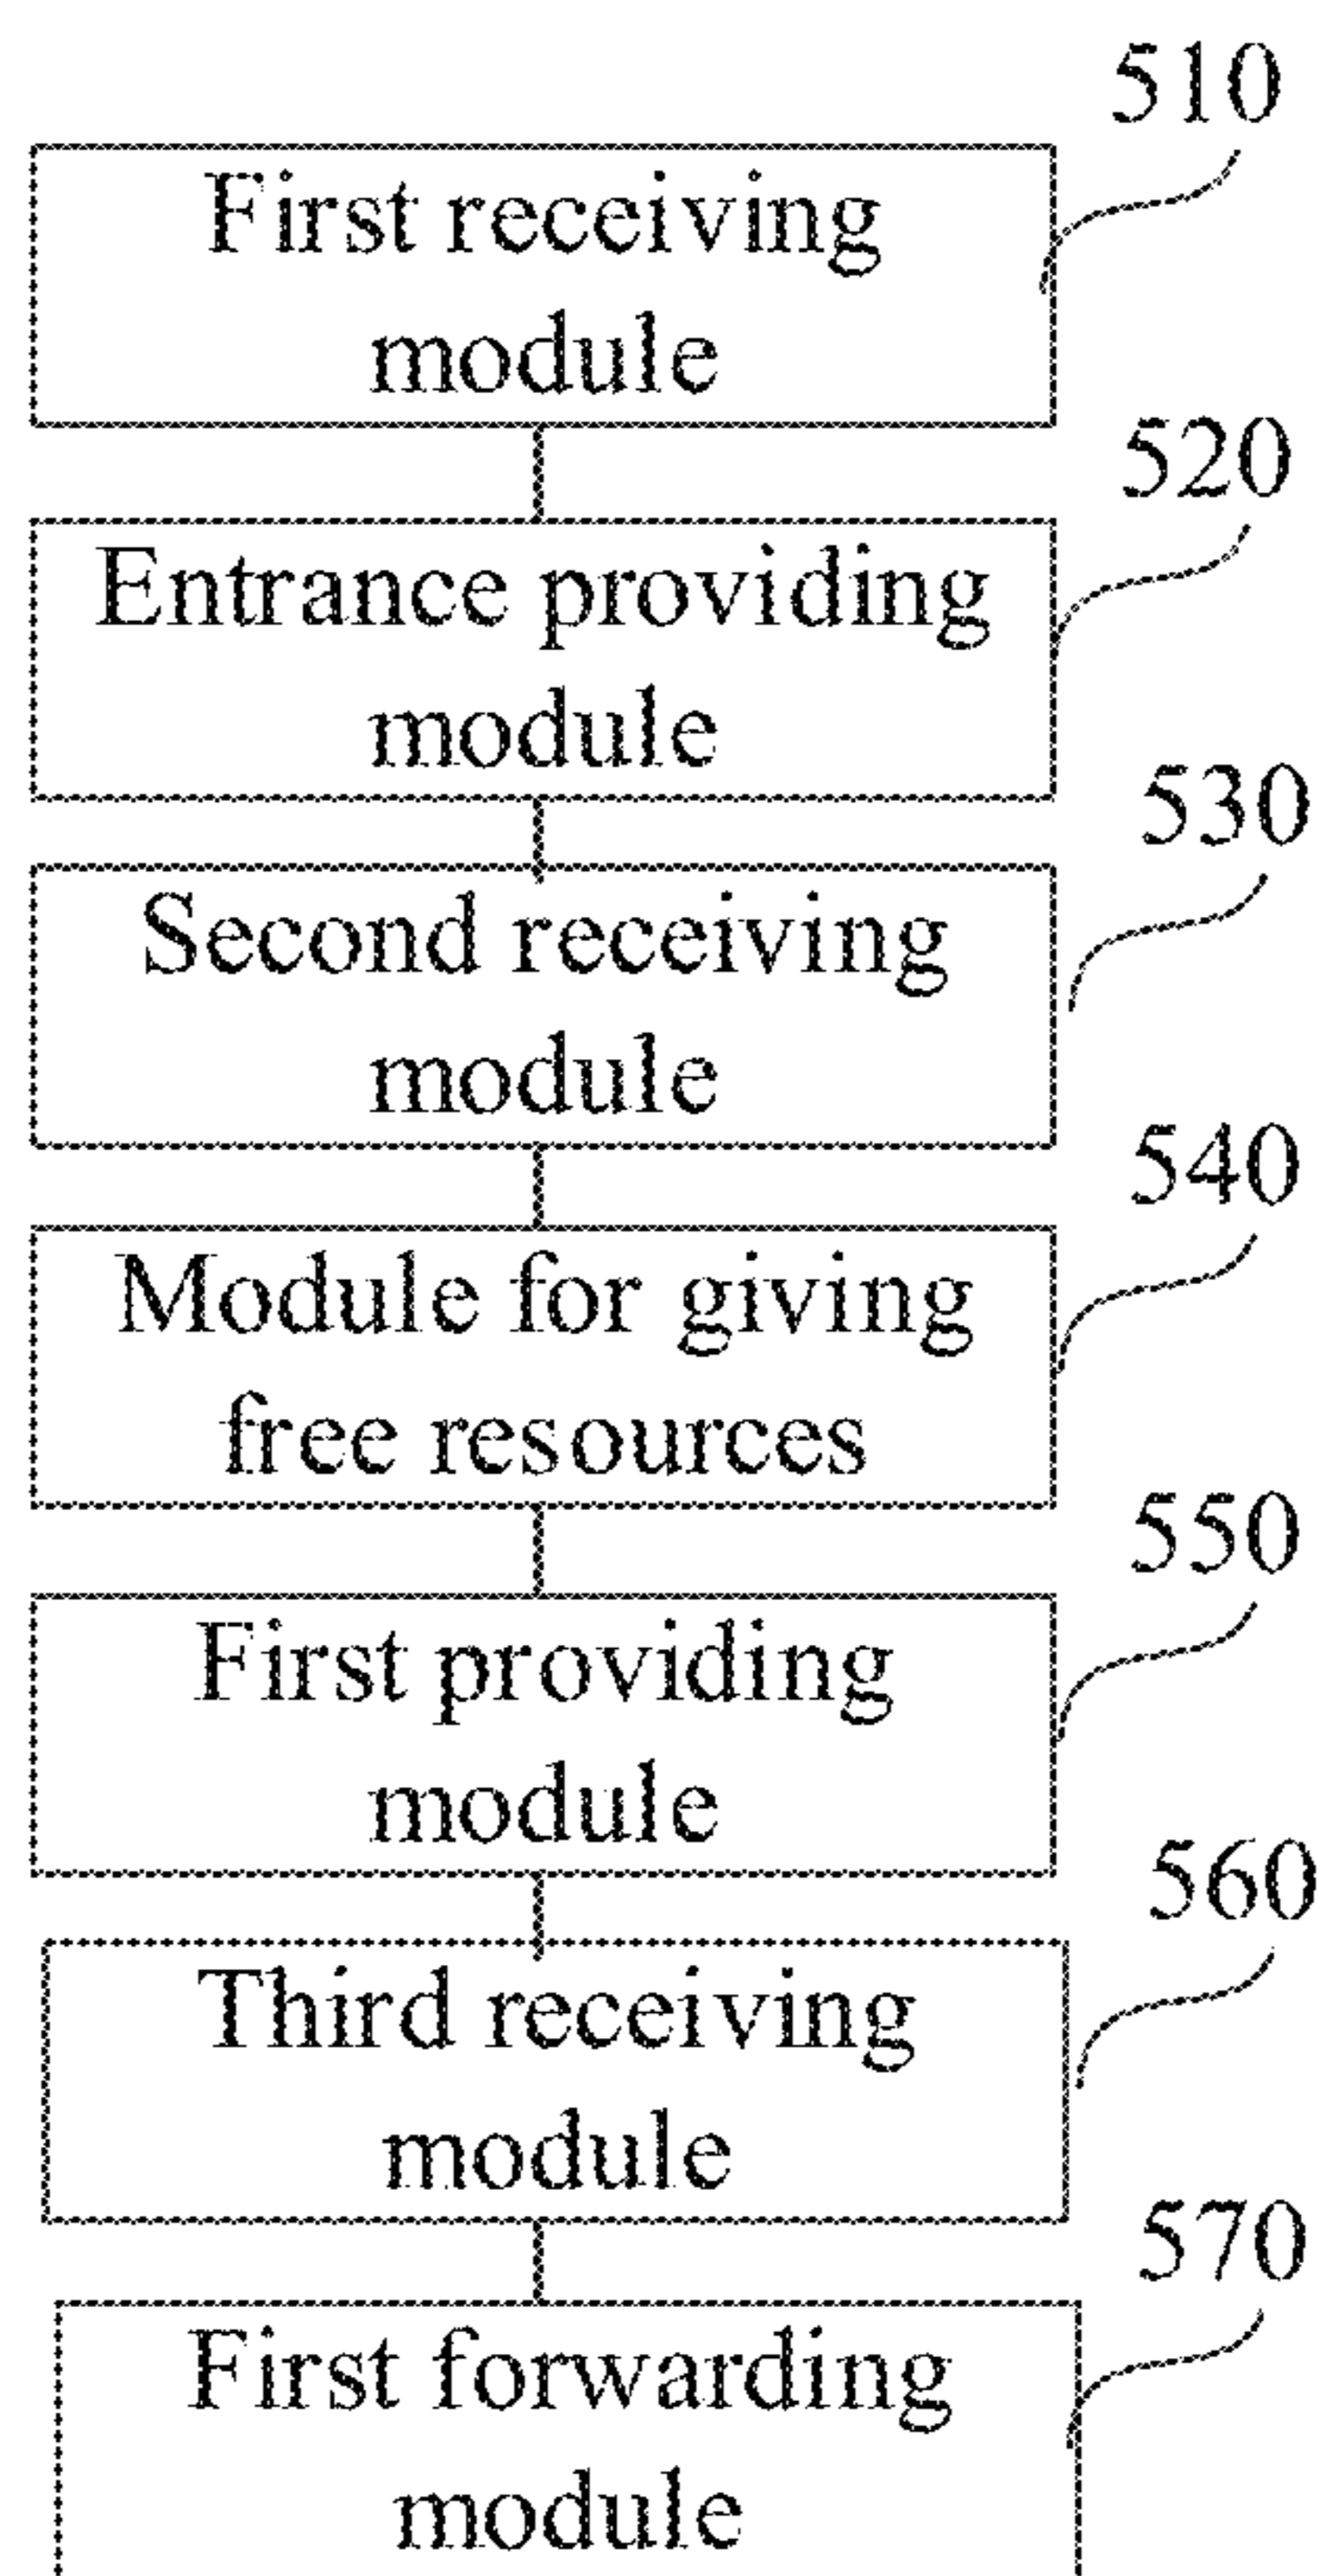 510
First receiving
module
520
Entrance providing
module
530
Second receiving
module
540
Module for giving
free resources
550
First providing
module
560
Third receiving
module
570
First forwarding
module